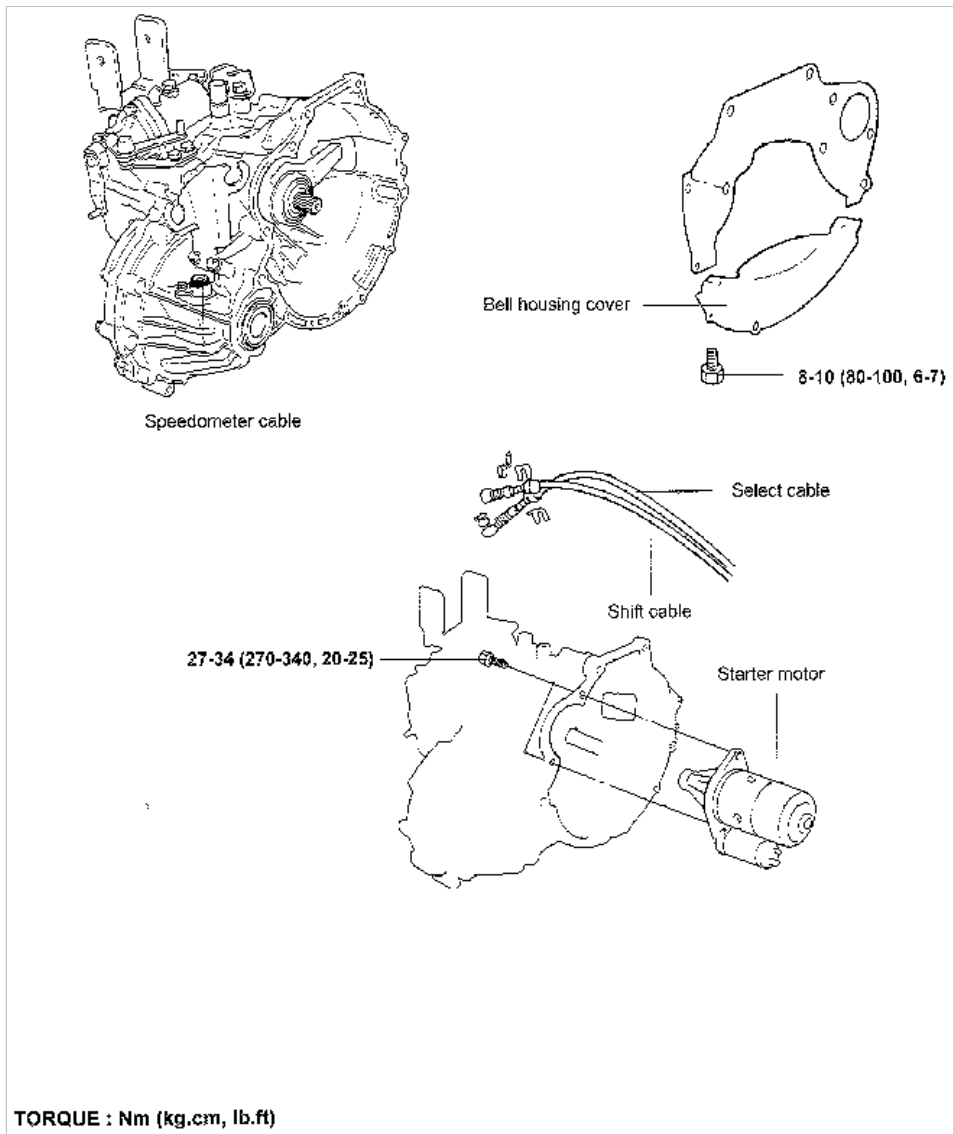 Bell housing cover
8-10 (80-100, 6-7)
Speedometer cable
Select cable
Shift cable
27-34 (270-340, 20-25)
Starter motor
TORQUE : Nm (kg.cm, lb.ft)